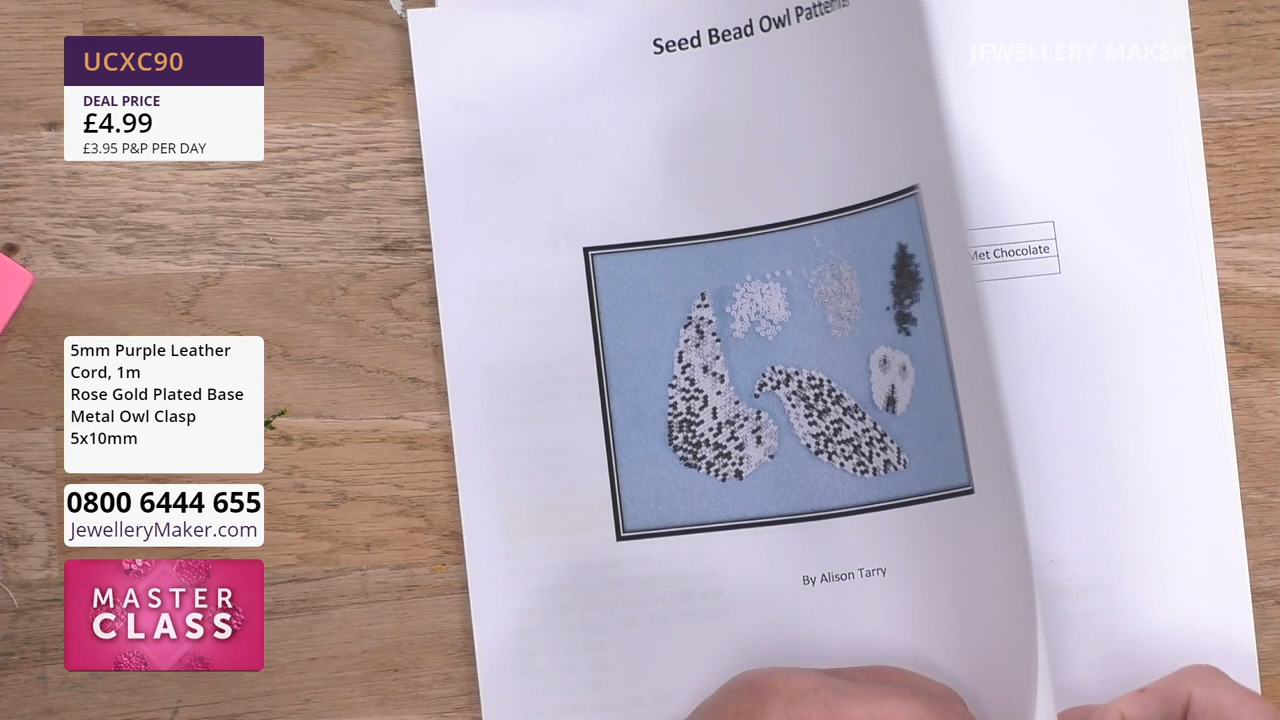 UCXC90
DEAL PRICE
£4.99
£3.95 P&P PER DAY
5mm Purple Leather
Cord, 1m
Rose Gold Plated Base
Metal Owl Clasp
5x10mm
0800 6444 655
JewelleryMaker.com
MASTER
CLASS
JEWELLERY MAKER
Seed Bead Owl Patterns
Met Chocolate
By Alison Tarry